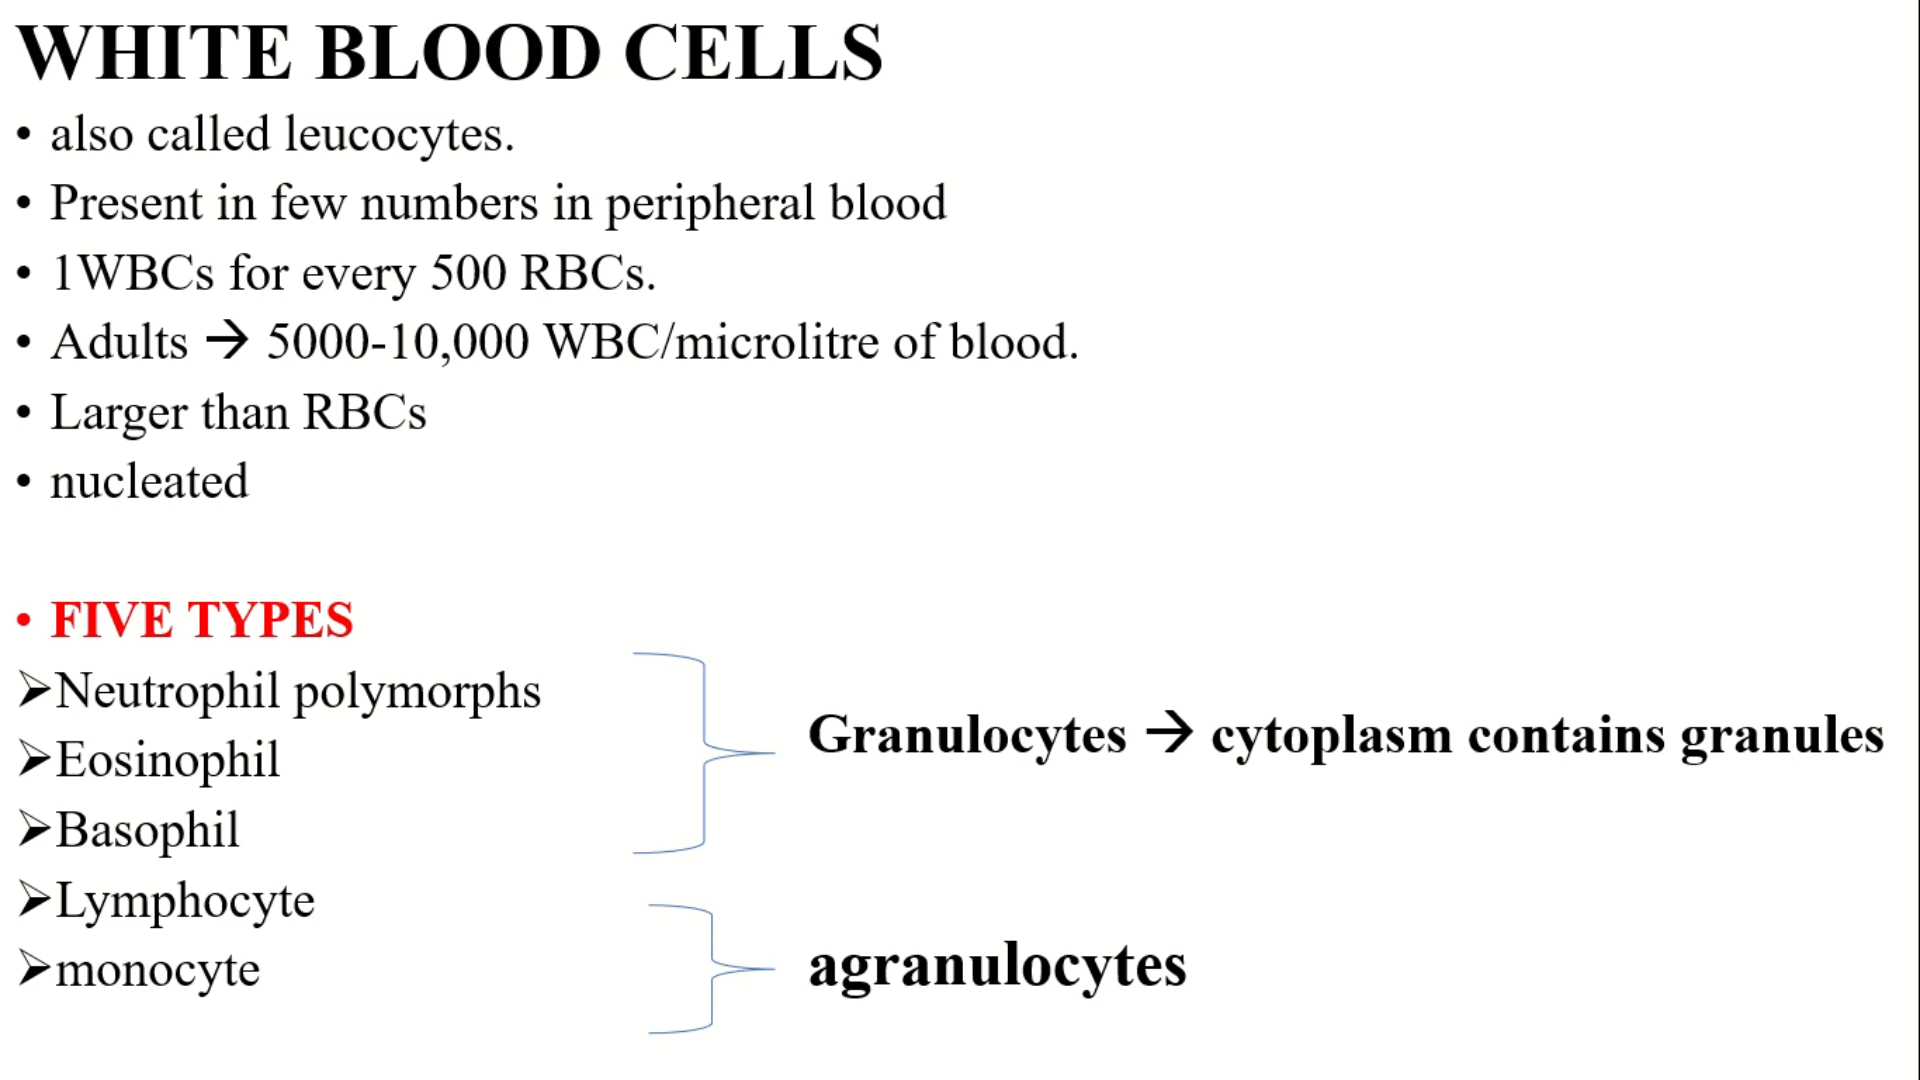 WHITE BLOOD CELLS
• also called leucocytes.
• Present in few numbers in peripheral blood
• 1WBCs for every 500 RBCs.
• Adults → 5000-10,000 WBC/microlitre of blood.
• Larger than RBCs
• nucleated
• FIVE TYPES
➢Neutrophil polymorphs
➢Eosinophil
➢Basophil
➢Lymphocyte
➢monocyte
Granulocytes → cytoplasm contains granules
agranulocytes